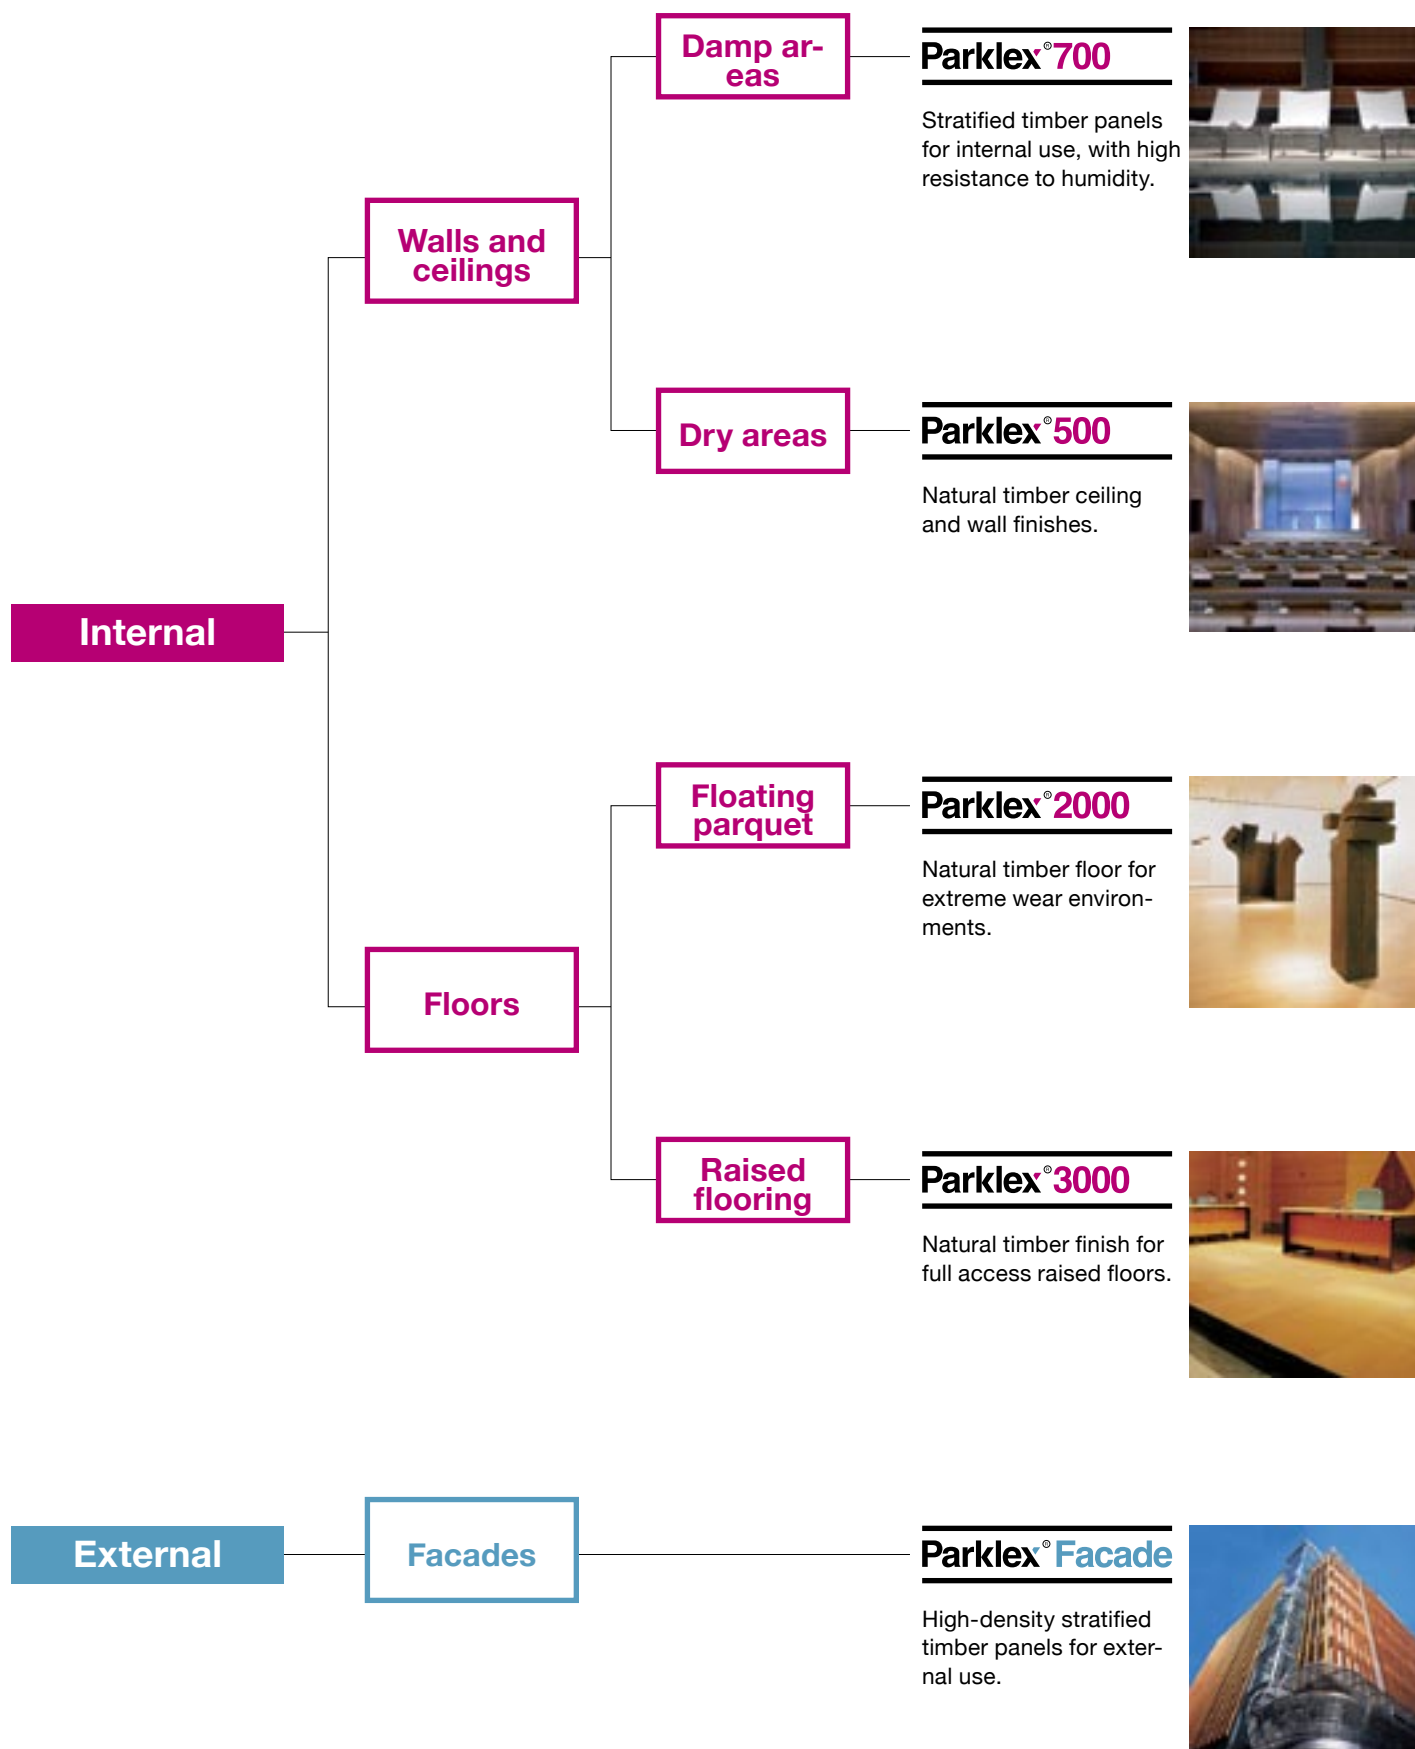 Damp ar-
eas
Parklex® 700
Stratified timber panels
for internal use, with high
resistance to humidity.
Walls and
ceilings
Dry areas
Parklex® 500
Natural timber ceiling
and wall finishes.
Internal
Floating
parquet
Parklex® 2000
Natural timber floor for
extreme wear environ-
ments.
Floors
Raised
flooring
Parklex® 3000
Natural timber finish for
full access raised floors.
External
Facades
Parklex® Facade
High-density stratified
timber panels for exter-
nal use.